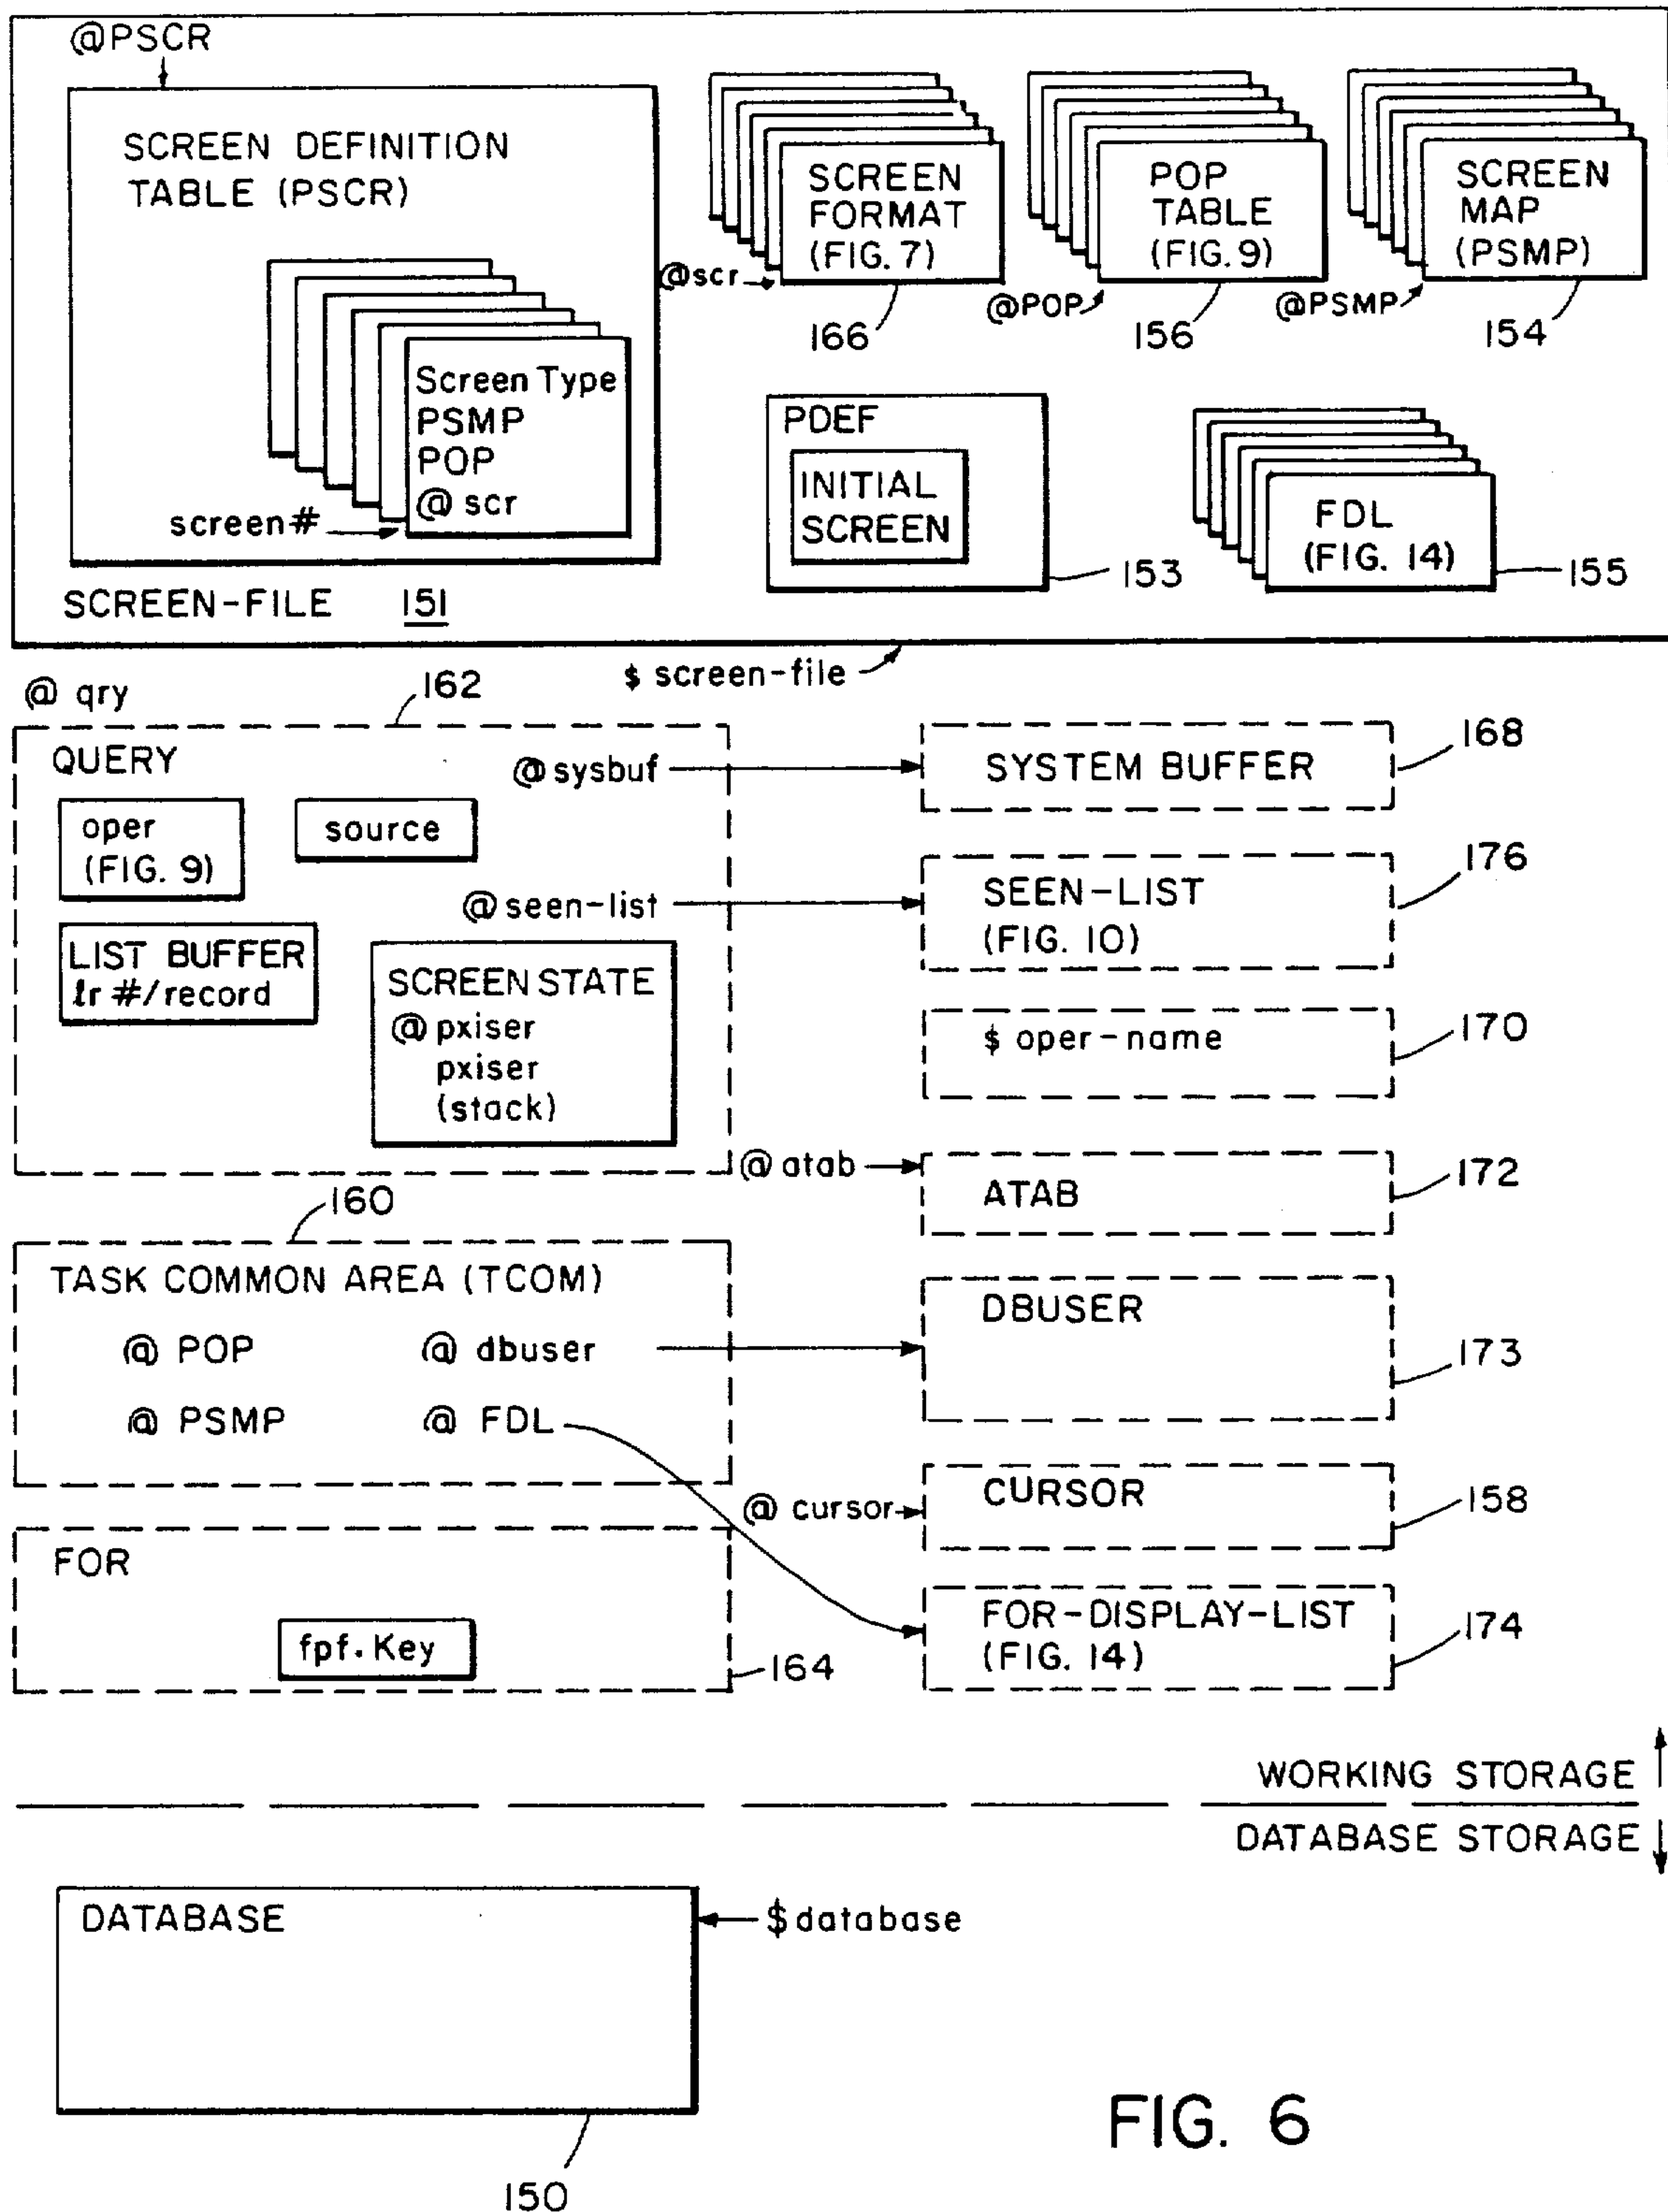 @PSCR
SCREEN DEFINITION
TABLE (PSCR)
Screen Type
PSMP
POP
@ scr
screen#
SCREEN-FILE 151
SCREEN
FORMAT
(FIG. 7)
@scr
166
POP
TABLE
(FIG. 9)
@POP
156
SCREEN
MAP
(PSMP)
@PSMP
154
PDEF
INITIAL
SCREEN
153
FDL
(FIG. 14)
155
$ screen-file
@ qry
162
QUERY
@sysbuf
oper
(FIG. 9)
source
@ seen-list
LIST BUFFER
lr #/record
SCREEN STATE
@ pxiser
pxiser
(stack)
SYSTEM BUFFER
168
SEEN-LIST
(FIG. 10)
176
$ oper-name
170
@ atab
ATAB
172
160
TASK COMMON AREA (TCOM)
@ POP
@ dbuser
@ PSMP
@ FDL
DBUSER
173
@ cursor
CURSOR
158
FOR
fpf.Key
164
FOR-DISPLAY-LIST
(FIG. 14)
174
WORKING STORAGE
DATABASE STORAGE
DATABASE
$database
150
FIG. 6